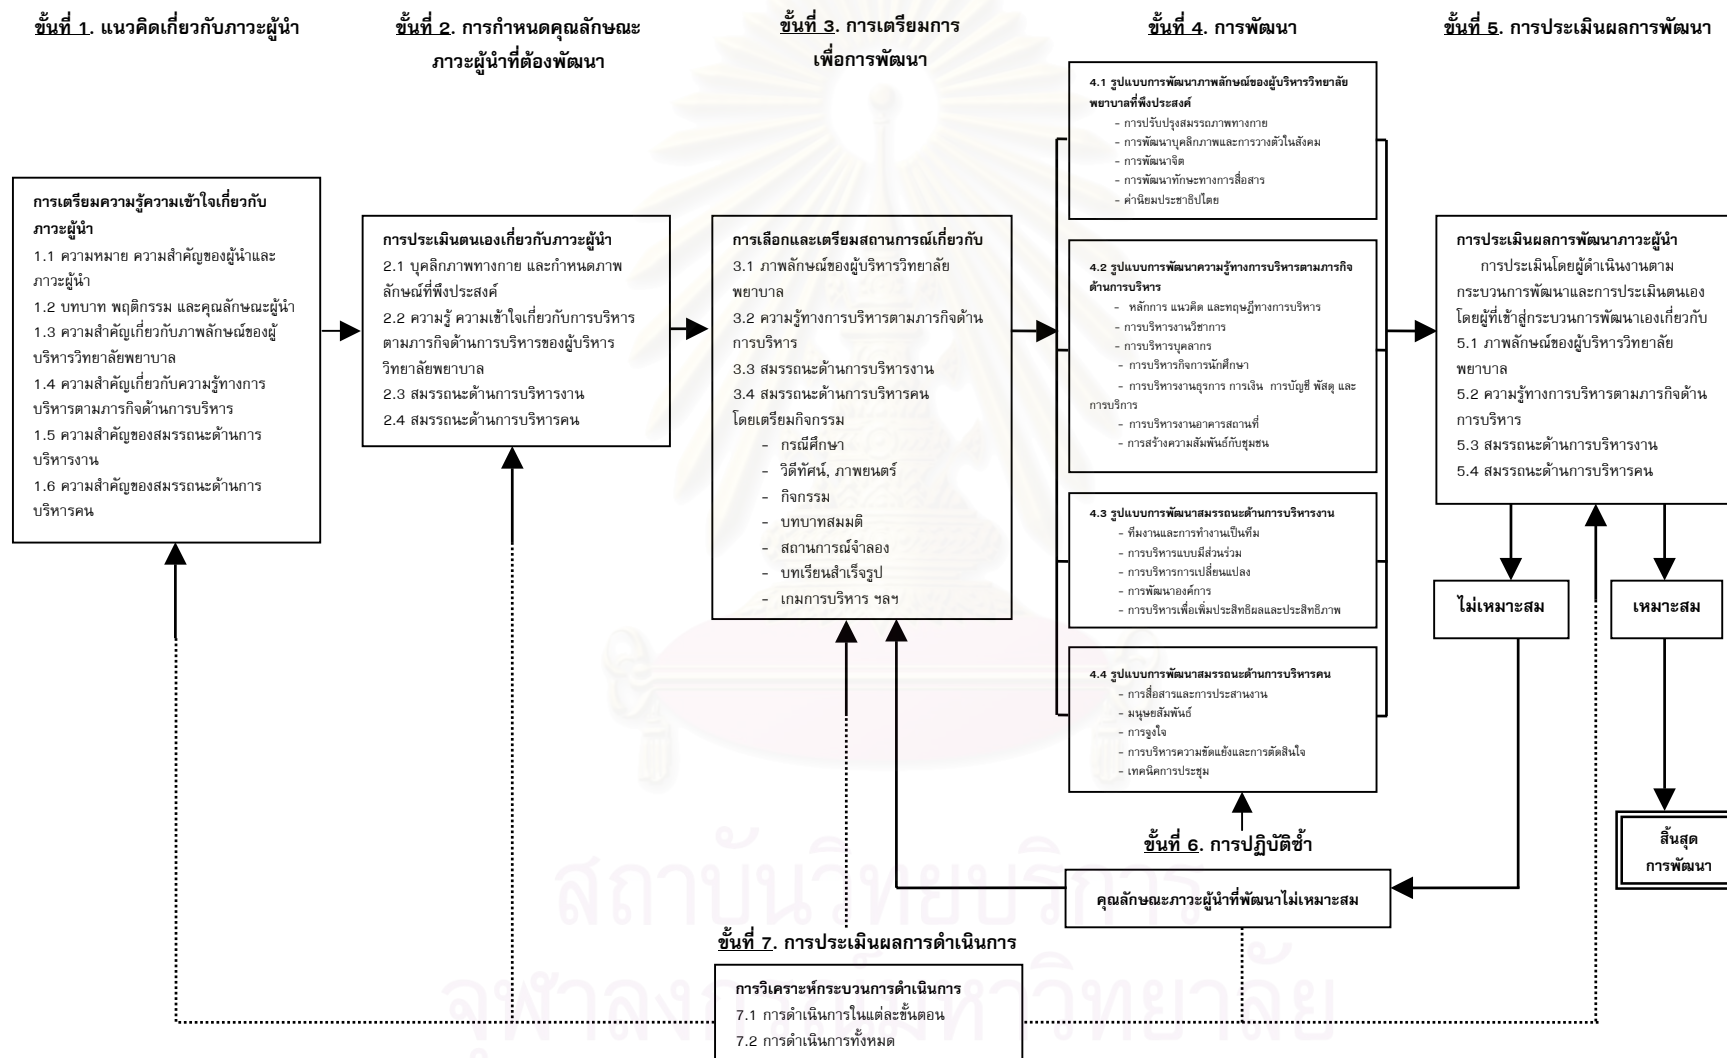 ขั้นที่ 1. แนวคิดเกี่ยวกับภาวะผู้นำ
การเตรียมความรู้ความเข้าใจเกี่ยวกับ
ภาวะผู้นำ
1.1 ความหมาย ความสำคัญของผู้นำและ
ภาวะผู้นำ
1.2 บทบาท พฤติกรรม และคุณลักษณะผู้นำ
1.3 ความสำคัญเกี่ยวกับภาพลักษณ์ของผู้
บริหารวิทยาลัยพยาบาล
1.4 ความสำคัญเกี่ยวกับความรู้ทางการ
บริหารตามภารกิจด้านการบริหาร
1.5 ความสำคัญของสมรรถนะด้านการ
บริหารงาน
1.6 ความสำคัญของสมรรถนะด้านการ
บริหารคน
ขั้นที่ 2. การกำหนดคุณลักษณะ
ภาวะผู้นำที่ต้องพัฒนา
การประเมินตนเองเกี่ยวกับภาวะผู้นำ
2.1 บุคลิกภาพทางกาย และกำหนดภาพ
ลักษณ์ที่พึงประสงค์
2.2 ความรู้ ความเข้าใจเกี่ยวกับการบริหาร
ตามภารกิจด้านการบริหารของผู้บริหาร
วิทยาลัยพยาบาล
2.3 สมรรถนะด้านการบริหารงาน
2.4 สมรรถนะด้านการบริหารคน
ขั้นที่ 3. การเตรียมการ
เพื่อการพัฒนา
การเลือกและเตรียมสถานการณ์เกี่ยวกับ
3.1 ภาพลักษณ์ของผู้บริหารวิทยาลัย
พยาบาล
3.2 ความรู้ทางการบริหารตามภารกิจด้าน
การบริหาร
3.3 สมรรถนะด้านการบริหารงาน
3.4 สมรรถนะด้านการบริหารคน
โดยเตรียมกิจกรรม
- กรณีศึกษา
- วิดีทัศน์, ภาพยนตร์
- กิจกรรม
- บทบาทสมมติ
- สถานการณ์จำลอง
- บทเรียนสำเร็จรูป
- เกมการบริหาร ฯลฯ
ขั้นที่ 4. การพัฒนา
4.1 รูปแบบการพัฒนาภาพลักษณ์ของผู้บริหารวิทยาลัย
พยาบาลที่พึงประสงค์
- การปรับปรุงสมรรถภาพทางกาย
- การพัฒนาบุคลิกภาพและการวางตัวในสังคม
- การพัฒนาจิต
- การพัฒนาทักษะทางการสื่อสาร
- ค่านิยมประชาธิปไตย
4.2 รูปแบบการพัฒนาความรู้ทางการบริหารตามภารกิจ
ด้านการบริหาร
- หลักการ แนวคิด และทฤษฎีทางการบริหาร
- การบริหารงานวิชาการ
- การบริหารบุคลากร
- การบริหารกิจการนักศึกษา
- การบริหารงานธุรการ การเงิน การบัญชี พัสดุ และ
การบริการ
- การบริหารงานอาคารสถานที่
- การสร้างความสัมพันธ์กับชุมชน
4.3 รูปแบบการพัฒนาสมรรถนะด้านการบริหารงาน
- ทีมงานและการทำงานเป็นทีม
- การบริหารแบบมีส่วนร่วม
- การบริหารการเปลี่ยนแปลง
- การพัฒนาองค์การ
- การบริหารเพื่อเพิ่มประสิทธิผลและประสิทธิภาพ
4.4 รูปแบบการพัฒนาสมรรถนะด้านการบริหารคน
- การสื่อสารและการประสานงาน
- มนุษยสัมพันธ์
- การจูงใจ
- การบริหารความขัดแย้งและการตัดสินใจ
- เทคนิคการประชุม
ขั้นที่ 5. การประเมินผลการพัฒนา
การประเมินผลการพัฒนาภาวะผู้นำ
การประเมินโดยผู้ดำเนินงานตาม
กระบวนการพัฒนาและการประเมินตนเอง
โดยผู้ที่เข้าสู่กระบวนการพัฒนาเองเกี่ยวกับ
5.1 ภาพลักษณ์ของผู้บริหารวิทยาลัย
พยาบาล
5.2 ความรู้ทางการบริหารตามภารกิจด้าน
การบริหาร
5.3 สมรรถนะด้านการบริหารงาน
5.4 สมรรถนะด้านการบริหารคน
ไม่เหมาะสม
เหมาะสม
สิ้นสุด
การพัฒนา
ขั้นที่ 6. การปฏิบัติซ้ำ
คุณลักษณะภาวะผู้นำที่พัฒนาไม่เหมาะสม
ขั้นที่ 7. การประเมินผลการดำเนินการ
การวิเคราะห์กระบวนการดำเนินการ
7.1 การดำเนินการในแต่ละขั้นตอน
7.2 การดำเนินการทั้งหมด
สถาบันวิทยบริการ
จุฬาลงกรณ์มหาวิทยาลัย